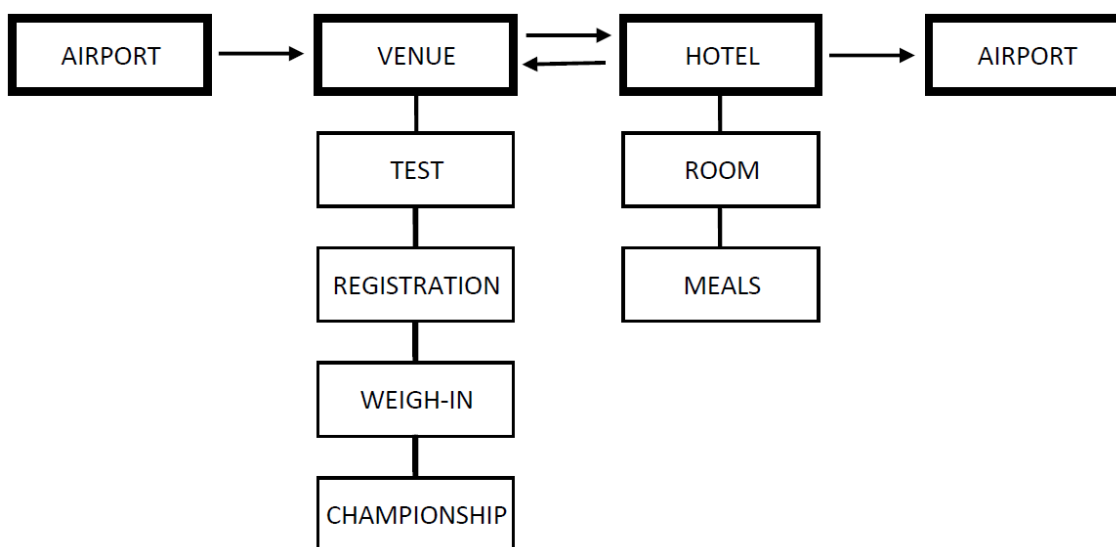 AIRPORT
VENUE
HOTEL
AIRPORT
TEST
ROOM
REGISTRATION
MEALS
WEIGH-IN
CHAMPIONSHIP